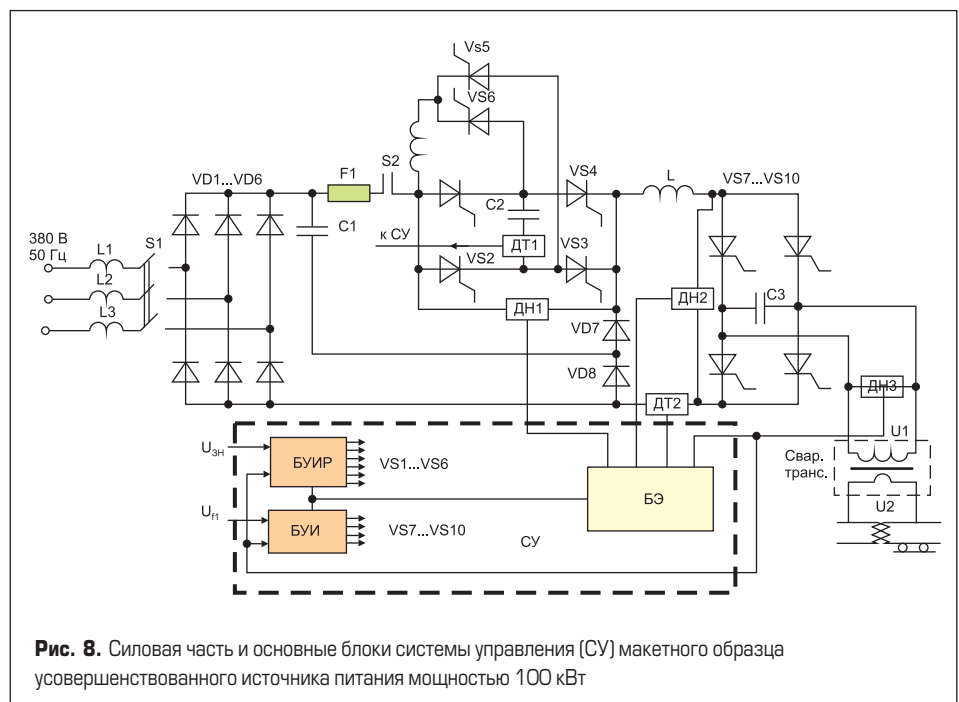 Vs5
VS6
F1
S2
VD1...VD6
VS4
L
VS7...VS10
C2
C1
380 В
50 Гц
L1
S1
к СУ
ДТ1
VS3
VS2
L2
ДН2
C3
L3
ДН1
VD7
VD8
ДН3
ДТ2
U1
Uзн
БУИР
VS1...VS6
Свар.
транс.
БЭ
U2
Uf1
БУИ
VS7...VS10
СУ
Рис. 8. Силовая часть и основные блоки системы управления (СУ) макетного образца
усовершенствованного источника питания мощностью 100 кВт